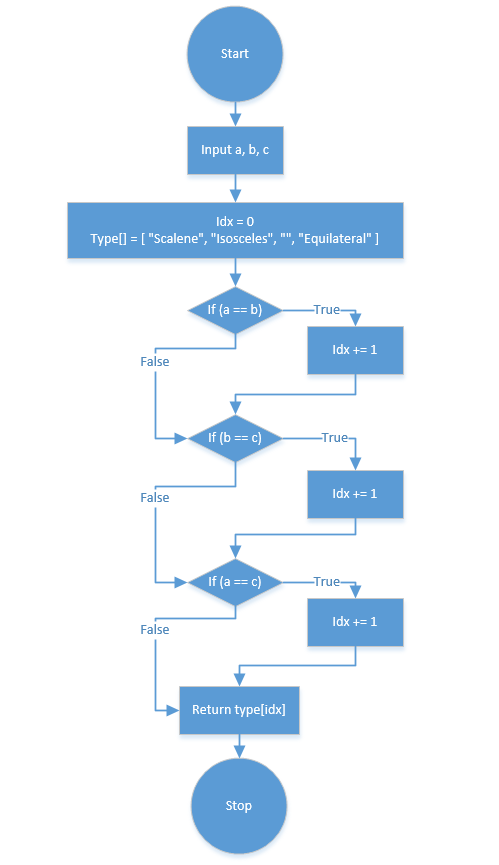 Start
Input a, b, c
Idx = 0
Type[] = [ "Scalene", "Isosceles", "", "Equilateral" ]
If (a == b)
True
Idx += 1
False
If (b == c)
True
Idx += 1
False
If (a == c)
True
Idx += 1
False
Return type[idx]
Stop